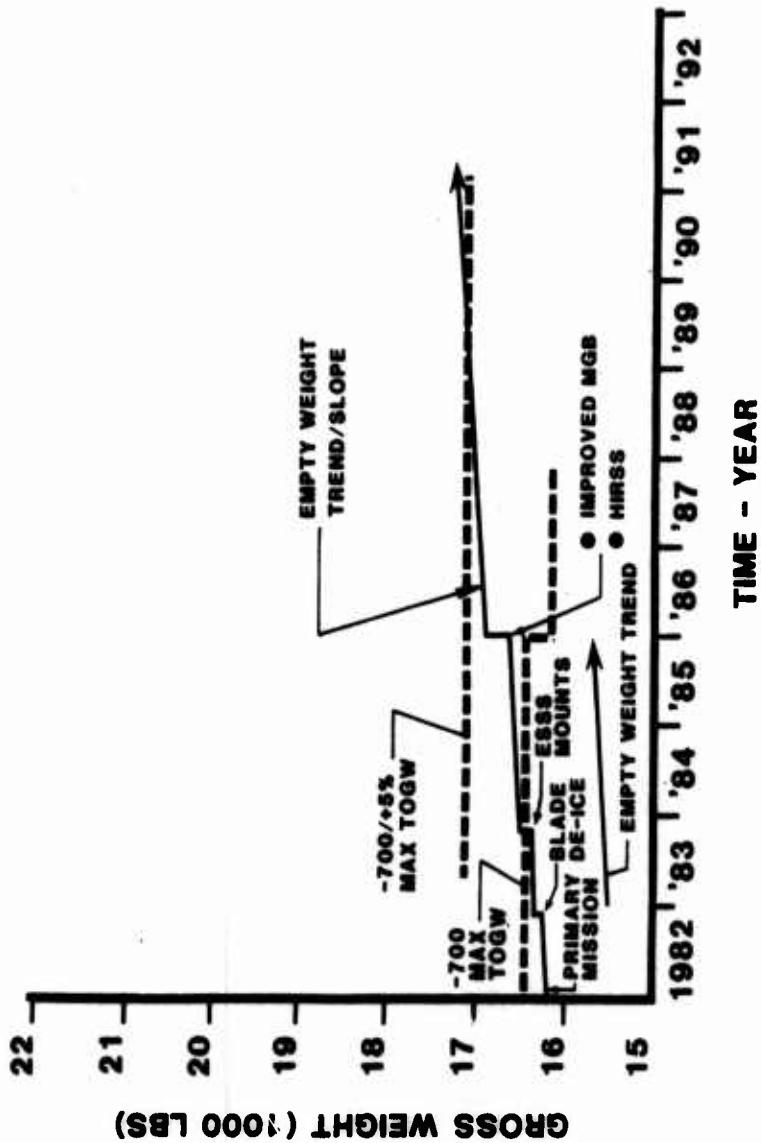 GROSS WEIGHT (1000 LBS)
22
21
20
19
18
17
16
15
EMPTY WEIGHT
TREND/SLOPE
-700/+5%
MAX TOGW
-700
MAX
TOGW
PRIMARY
MISSION
BLADE
DE-ICE
ESSS
MOUNTS
EMPTY WEIGHT TREND
● IMPROVED MGB
● HIRSS
1982 '83 '84 '85 '86 '87 '88 '89 '90 '91 '92
TIME - YEAR